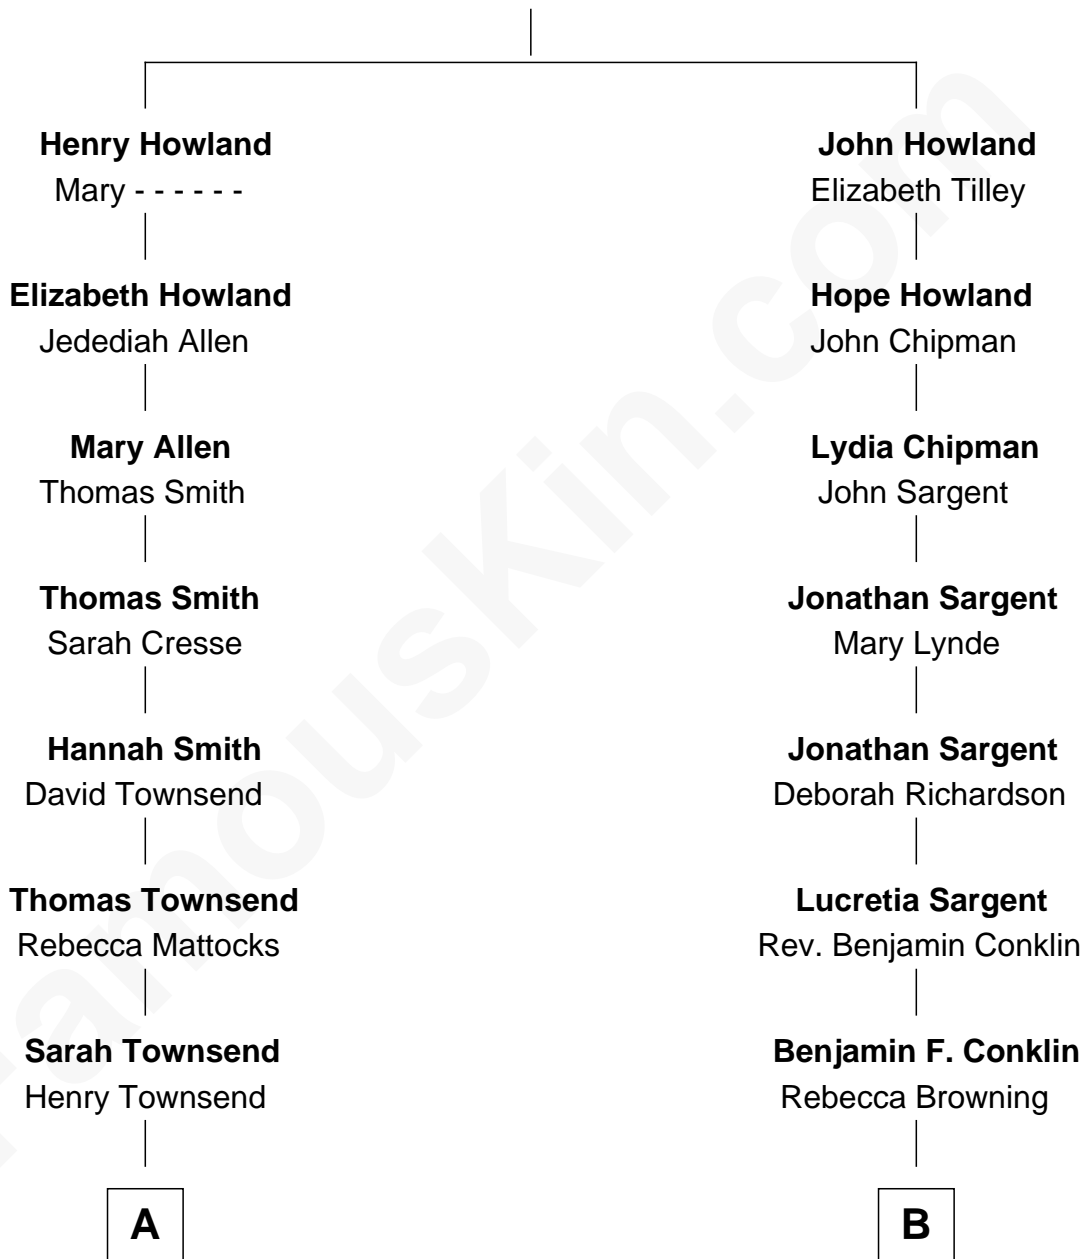 Henry Howland
Mary - - - - - -
Elizabeth Howland
Jedediah Allen
Mary Allen
Thomas Smith
Thomas Smith
Sarah Cresse
Hannah Smith
David Townsend
Thomas Townsend
Rebecca Mattocks
Sarah Townsend
Henry Townsend
A
John Howland
Elizabeth Tilley
Hope Howland
John Chipman
Lydia Chipman
John Sargent
Jonathan Sargent
Mary Lynde
Jonathan Sargent
Deborah Richardson
Lucretia Sargent
Rev. Benjamin Conklin
Benjamin F. Conklin
Rebecca Browning
B
FamousKin.com